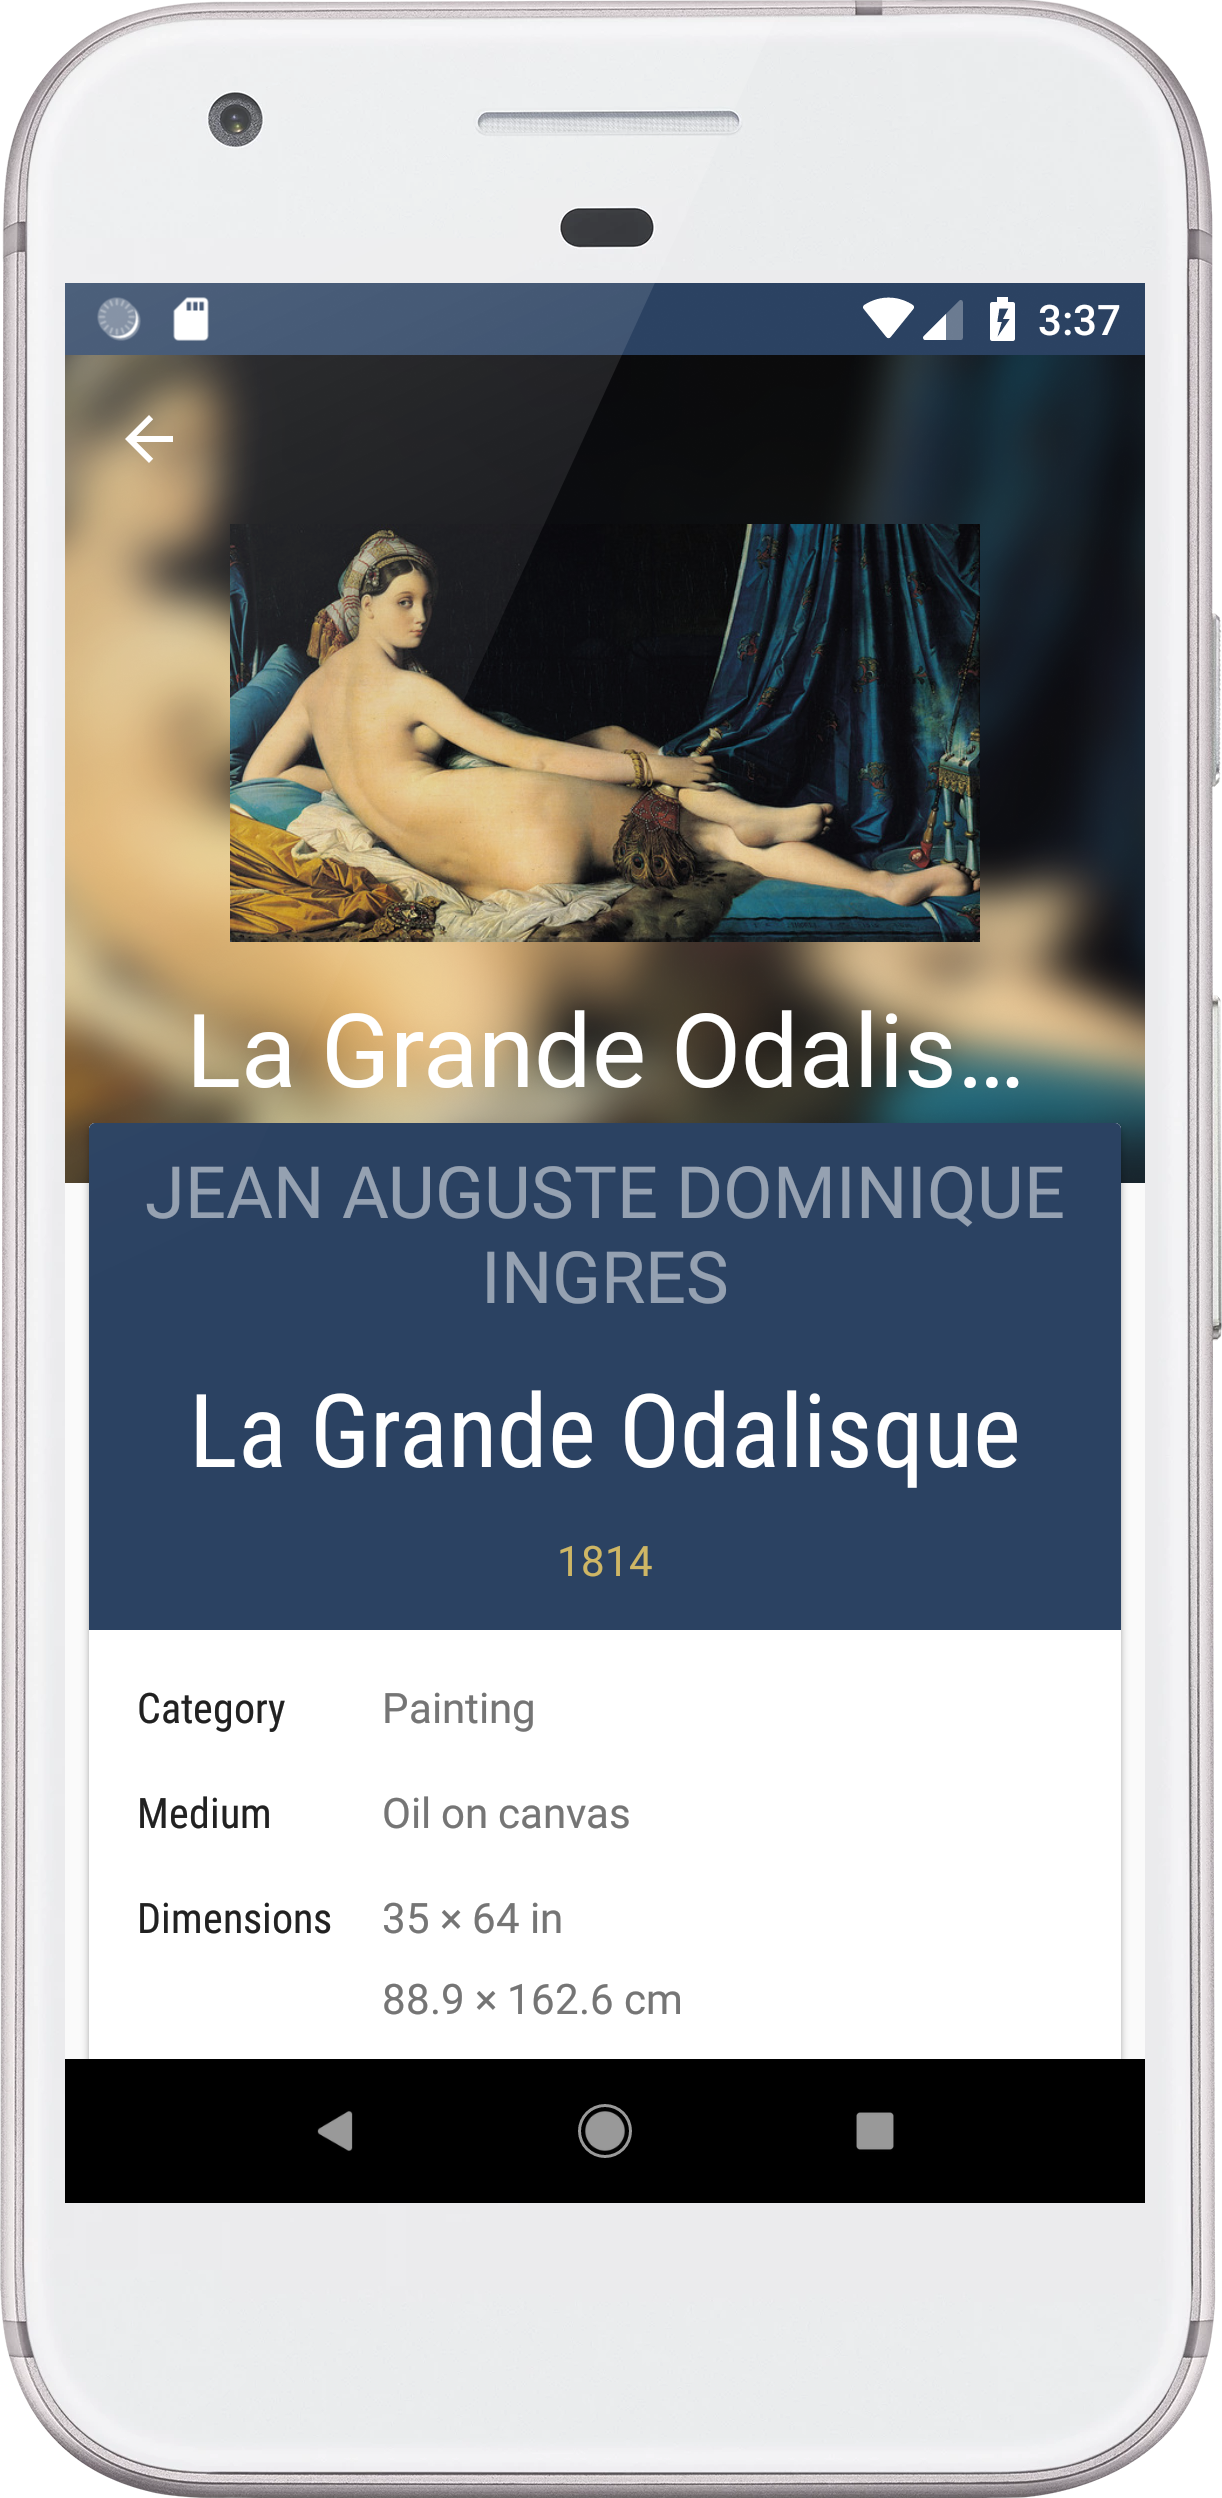 3:37
La Grande Odalis...
JEAN AUGUSTE DOMINIQUE
INGRES
La Grande Odalisque
1814
Category Painting
Medium Oil on canvas
Dimensions 35 × 64 in
88.9 × 162.6 cm